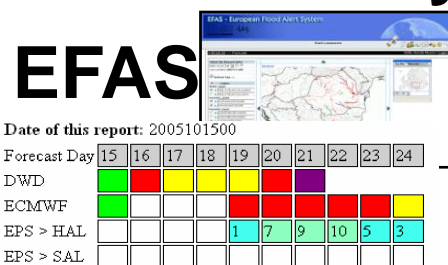 EFAS - European Flood Alert System
EFAS
Date of this report: 2005101500
Forecast Day 15 16 17 18 19 20 21 22 23 24
DWD
ECMWF
EPS > HAL 1 7 9 10 5 3
EPS > SAL